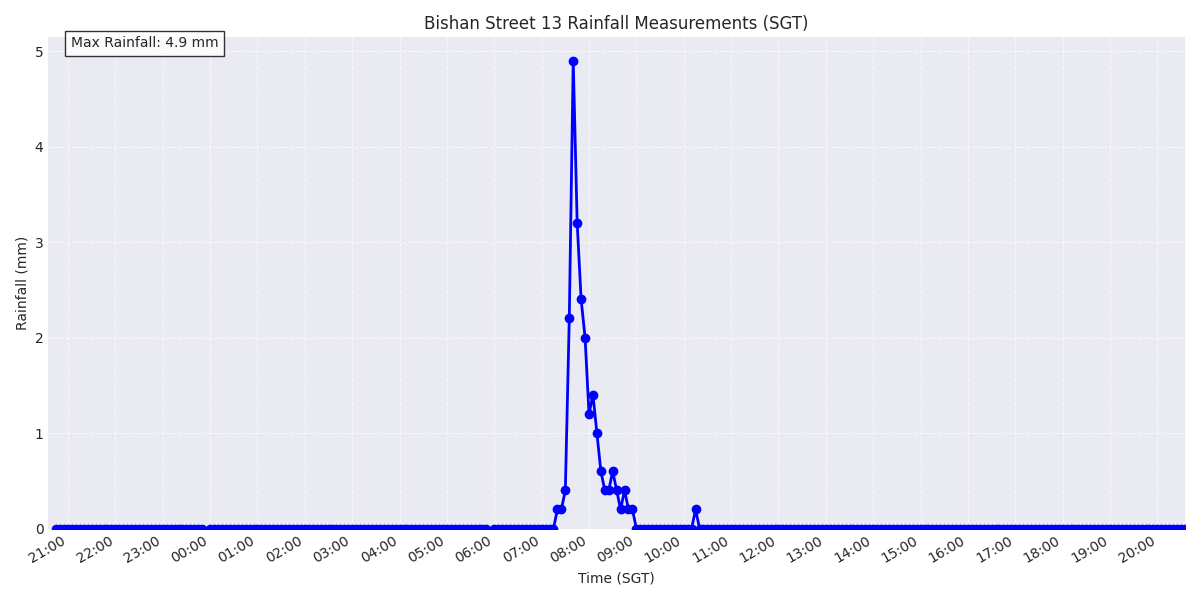 Bishan Street 13 Rainfall Measurements (SGT)
Max Rainfall: 4.9 mm
5
4
3
2
1
0
Rainfall (mm)
21:00 22:00 23:00 00:00 01:00 02:00 03:00 04:00 05:00 06:00 07:00 08:00 09:00 10:00 11:00 12:00 13:00 14:00 15:00 16:00 17:00 18:00 19:00 20:00
Time (SGT)